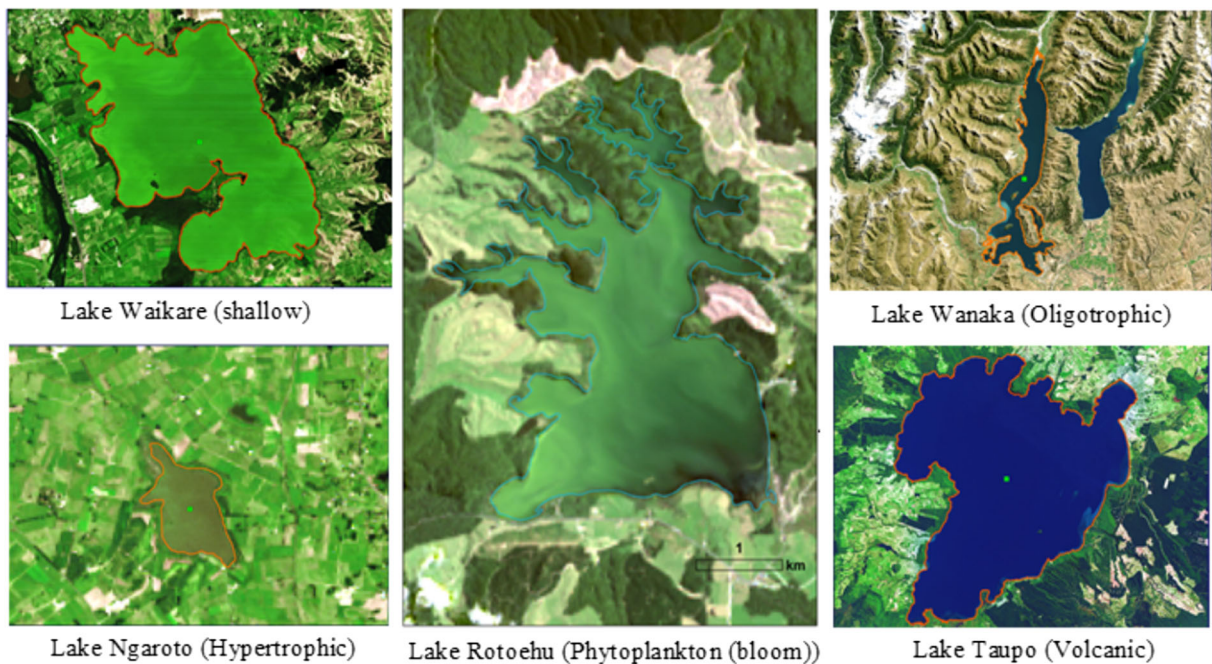 Lake Waikare (shallow)
Lake Wanaka (Oligotrophic)
1
km
Lake Ngaroto (Hypertrophic)
Lake Rotoehu (Phytoplankton (bloom))
Lake Taupo (Volcanic)